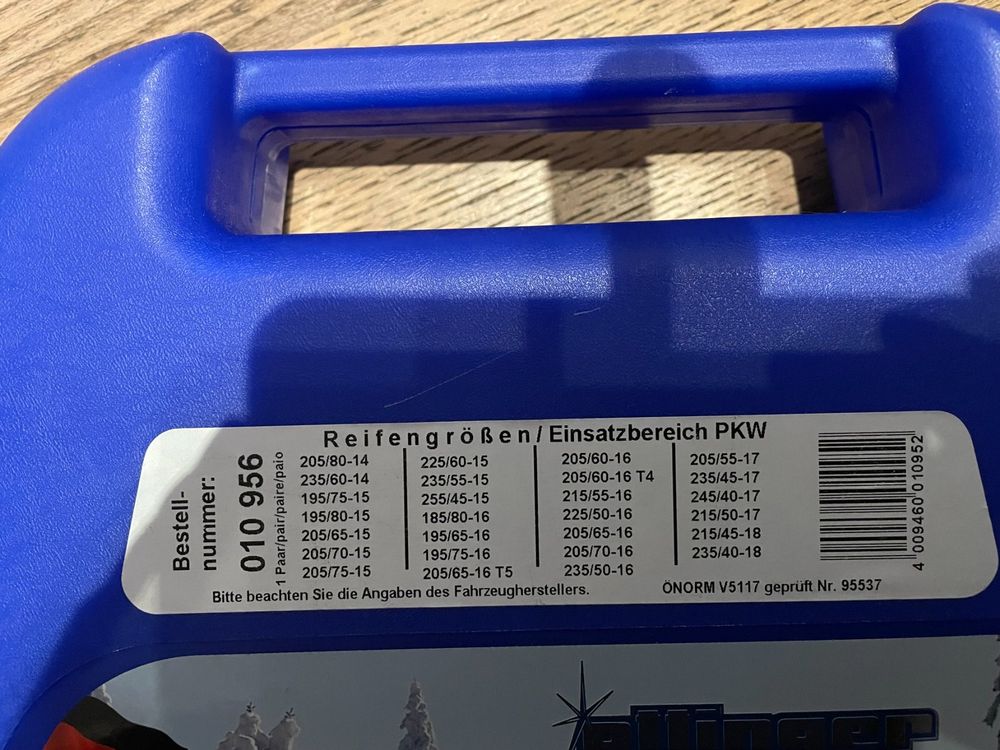 Reifengrößen/Einsatzbereich PKW
Bestell-
nummer:
010 956
1 Paar/pair/paire/paio
205/80-14
235/60-14
195/75-15
195/80-15
205/65-15
205/70-15
205/75-15
225/60-15
235/55-15
255/45-15
185/80-16
195/65-16
195/75-16
205/65-16 T5
205/60-16
205/60-16 T4
215/55-16
225/50-16
205/65-16
205/70-16
235/50-16
205/55-17
235/45-17
245/40-17
215/50-17
215/45-18
235/40-18
4 009460 010952
Bitte beachten Sie die Angaben des Fahrzeugherstellers.
ÖNORM V5117 geprüft Nr. 95537
ottinger